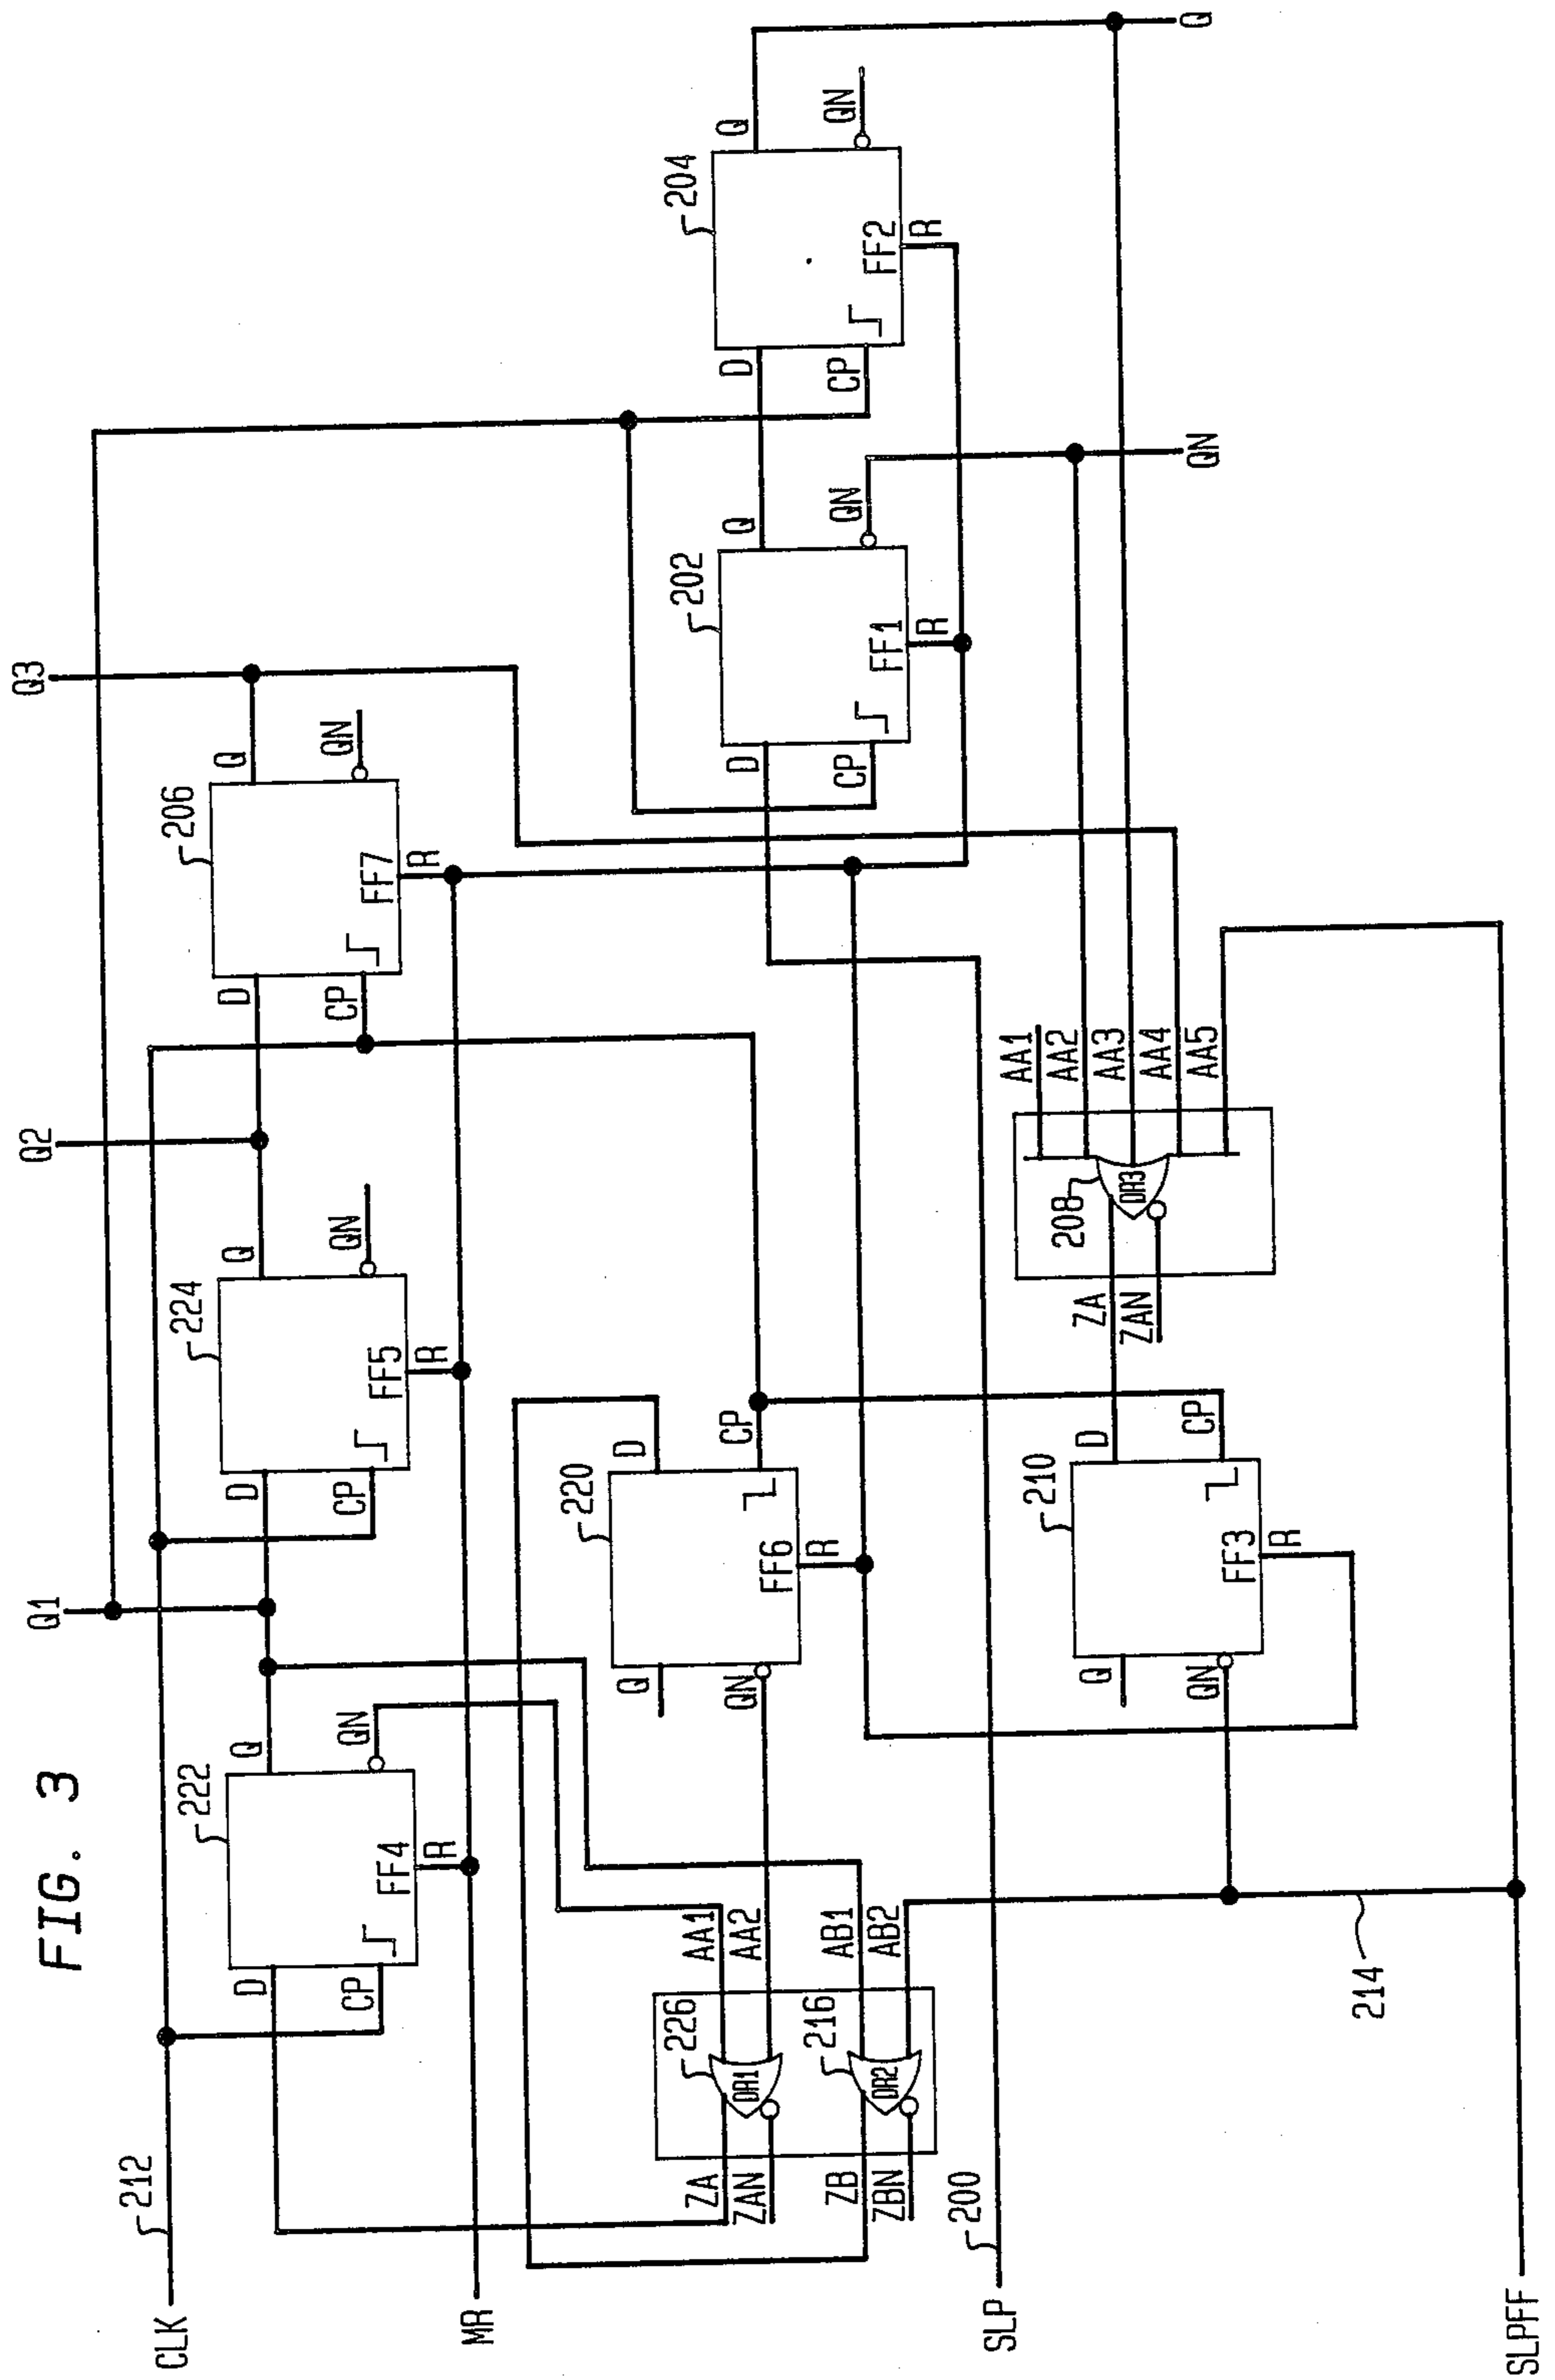 FIG. 3
Q1
Q2
Q3
212
CLK
222
D
CP
FF4
R
Q
QN
224
D
CP
FF5
R
Q
QN
206
D
CP
FF7
R
Q
QN
MR
226
OR1
AA1
AA2
ZA
ZAN
216
OR2
AB1
AB2
ZB
ZBN
220
Q
QN
FF6
R
D
CP
202
D
CP
FF1
R
Q
QN
204
D
CP
FF2
R
Q
QN
200
SLP
210
Q
QN
FF3
R
D
CP
208
OR3
ZA
ZAN
AA1
AA2
AA3
AA4
AA5
QN
Q
214
SLPFF